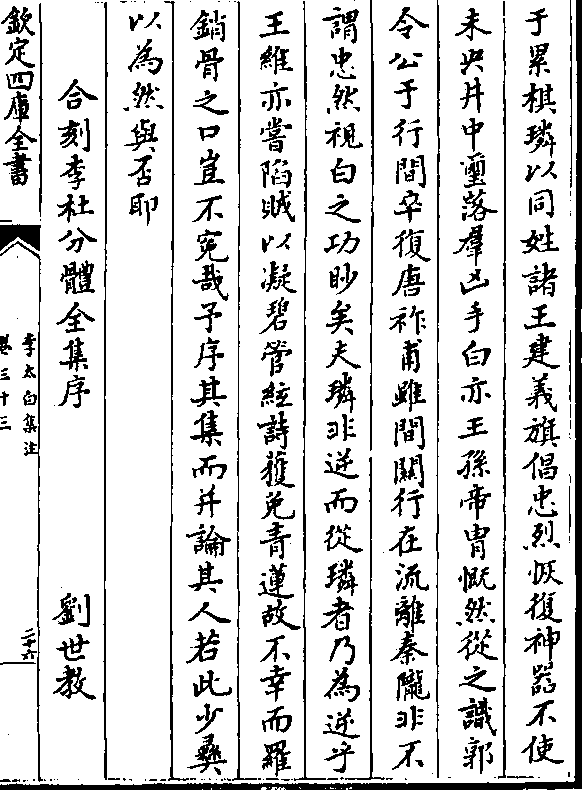 于累棋璘以同姓諸王建義旗倡忠烈恢復神器不使
未央井中璽落羣凶手白亦王孫帝胄慨然從之識郭
令公于行間卒復唐祚甫雖間關行在流離秦隴非不
謂忠然視白之功眇矣夫璘非逆而從璘者乃為逆乎
王維亦嘗陷賊以凝碧管絃詩獲免青蓮故不幸而羅
銷骨之口豈不寃哉予序其集而并論其人若此少彝
以為然與否耶
合刻李杜分體全集序 劉世教
欽定四庫全書
李太白集注
卷三十三
二十六